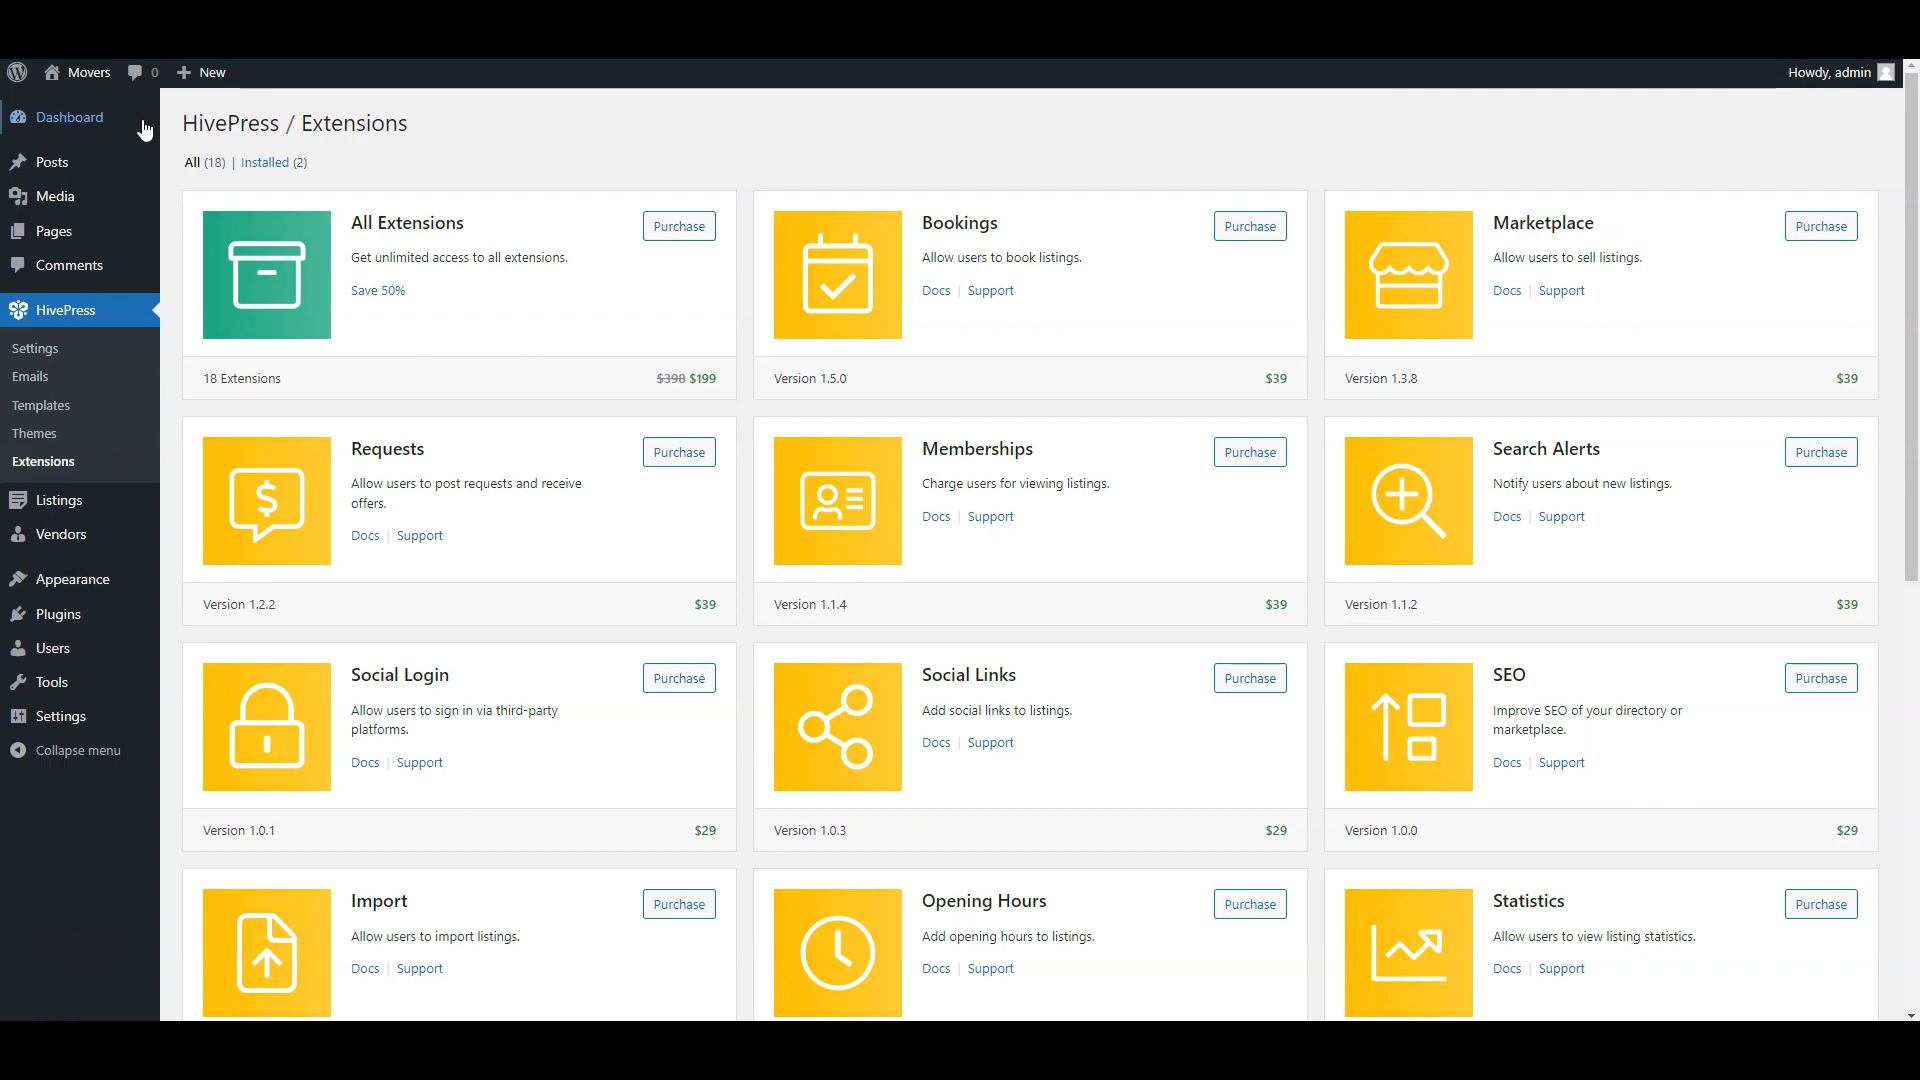 Movers 0 New Howdy, admin
Dashboard
Posts
Media
Pages
Comments
HivePress
Settings
Emails
Templates
Themes
Extensions
Listings
Vendors
Appearance
Plugins
Users
Tools
Settings
Collapse menu
HivePress / Extensions
All (18) | Installed (2)
All Extensions
Purchase
Get unlimited access to all extensions.
Save 50%
18 Extensions $398 $199
Bookings
Purchase
Allow users to book listings.
Docs | Support
Version 1.5.0 $39
Marketplace
Purchase
Allow users to sell listings.
Docs | Support
Version 1.3.8 $39
Requests
Purchase
Allow users to post requests and receive
offers.
Docs | Support
Version 1.2.2 $39
Memberships
Purchase
Charge users for viewing listings.
Docs | Support
Version 1.1.4 $39
Search Alerts
Purchase
Notify users about new listings.
Docs | Support
Version 1.1.2 $39
Social Login
Purchase
Allow users to sign in via third-party
platforms.
Docs | Support
Version 1.0.1 $29
Social Links
Purchase
Add social links to listings.
Docs | Support
Version 1.0.3 $29
SEO
Purchase
Improve SEO of your directory or
marketplace.
Docs | Support
Version 1.0.0 $29
Import
Purchase
Allow users to import listings.
Docs | Support
Opening Hours
Purchase
Add opening hours to listings.
Docs | Support
Statistics
Purchase
Allow users to view listing statistics.
Docs | Support